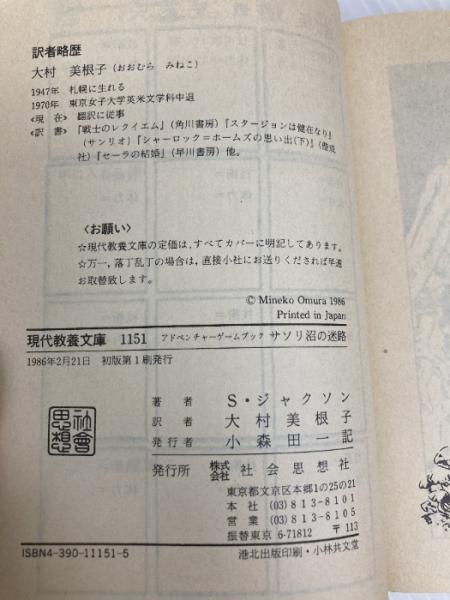 訳者略歴
大村　美根子(おおむら　みねこ)
1947年　札幌に生れる
1970年　東京女子大学英米文学科中退
〈現　在〉　翻訳に従事
〈訳　書〉『戦士のレクイエム』(角川書房)『スタージョンは健在なり』
(サンリオ)『シャーロック＝ホームズの思い出(下)』(偕成
社)『セーラの結婚』(早川書房)他。
〈お願い〉
☆現代教養文庫の定価は、すべてカバーに明記してあります。
☆万一、落丁乱丁の場合は、直接小社にお送りくだされば早速
お取替致します。
© Mineko Omura 1986
Printed in Japan
現代教養文庫　1151　アドベンチャーゲームブック　サソリ沼の迷路
1986年2月21日　初版第1刷発行
著　者　S・ジャクソン
訳　者　大村美根子
発行者　小森田一記
発行所　株式会社　社会思想社
東京都文京区本郷1の25の21
本社　(03)813-8101
営業　(03)813-8105
振替東京　6-71812　〒113
社會思想
ISBN4-390-11151-5
港北出版印刷・小林共文堂